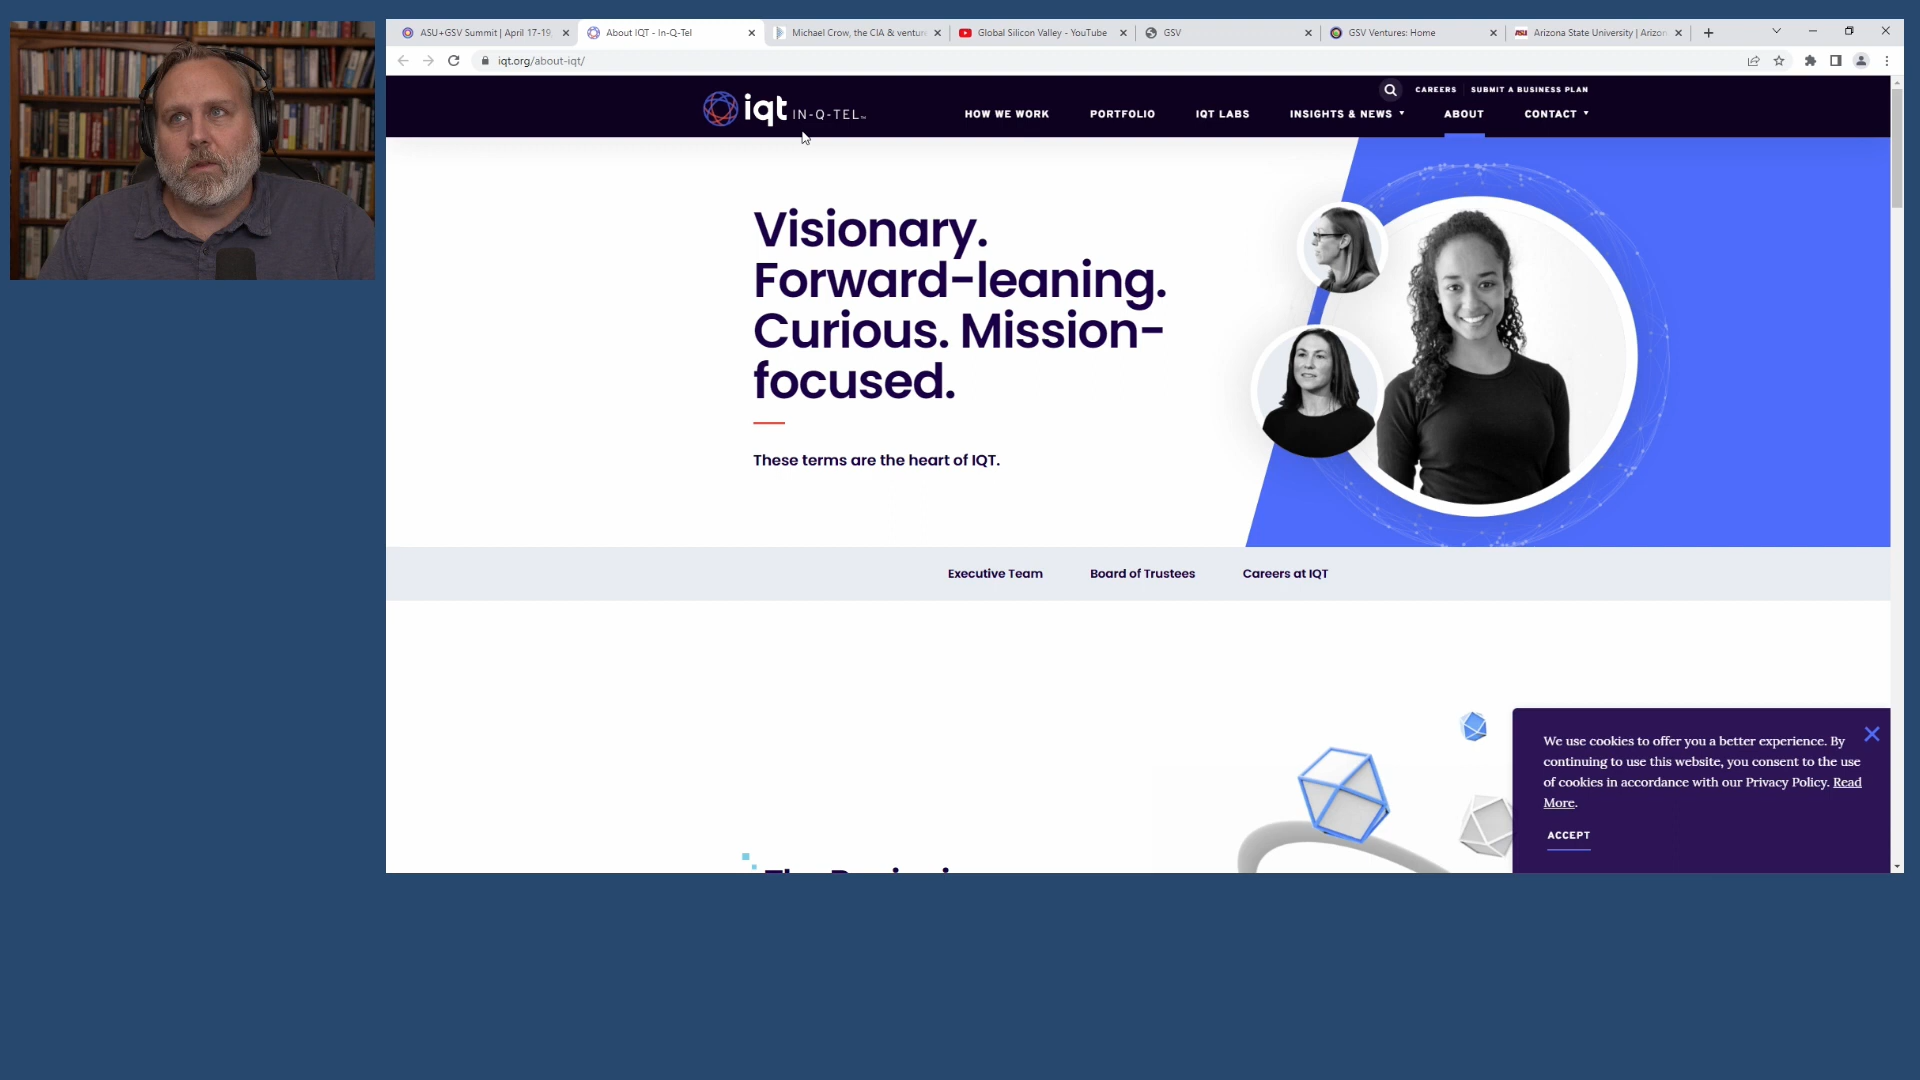 ASU+GSV Summit | April 17-19,
About IQT - In-Q-Tel
Michael Crow, the CIA & ventur
Global Silicon Valley - YouTube
GSV
GSV Ventures: Home
ASU Arizona State University | Arizon
iqt.org/about-iqt/
CAREERS
SUBMIT A BUSINESS PLAN
iqt IN-Q-TEL
HOW WE WORK
PORTFOLIO
IQT LABS
INSIGHTS & NEWS
ABOUT
CONTACT
Visionary.
Forward-leaning.
Curious. Mission-
focused.
These terms are the heart of IQT.
Executive Team
Board of Trustees
Careers at IQT
We use cookies to offer you a better experience. By
continuing to use this website, you consent to the use
of cookies in accordance with our Privacy Policy. Read
More.
ACCEPT